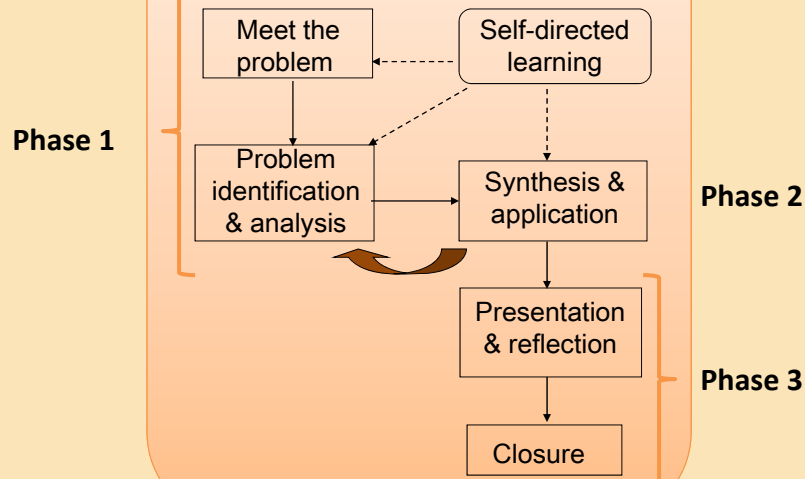 Meet the
problem
Self-directed
learning
Phase 1
Problem
identification
& analysis
Synthesis &
application
Phase 2
Presentation
& reflection
Phase 3
Closure